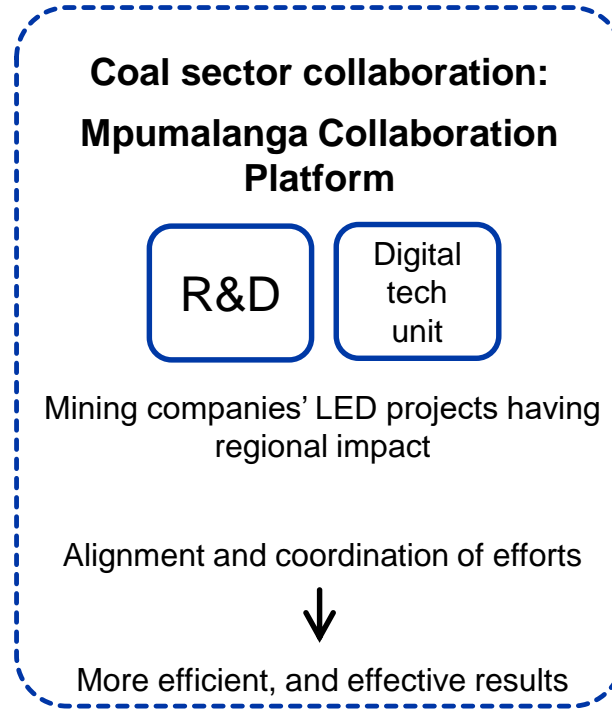 Coal sector collaboration:
Mpumalanga Collaboration
Platform
R&D
Digital
tech
unit
Mining companies’ LED projects having
regional impact
Alignment and coordination of efforts
More efficient, and effective results